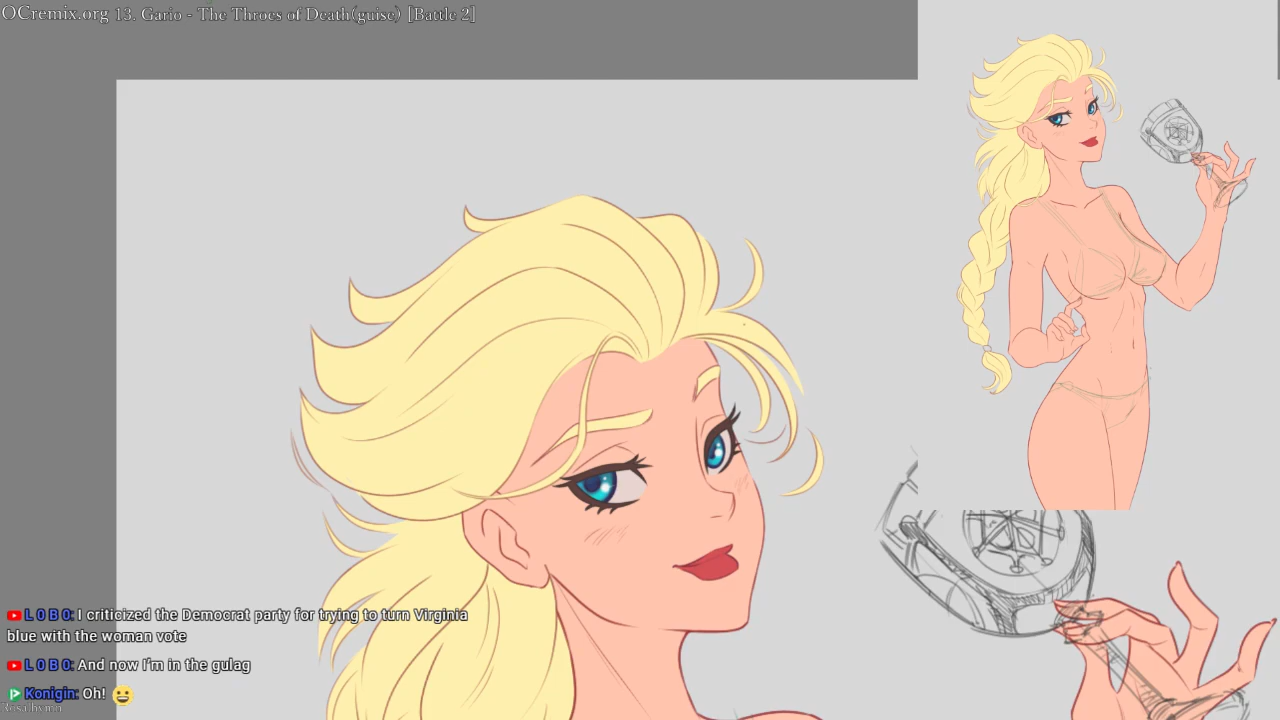 OCremix.org 13. Gario - The Throes of Death(guise) [Battle 2]
L O B O: I criticized the Democrat party for trying to turn Virginia
blue with the woman vote
L O B O: And now I'm in the gulag
Konigin: Oh! 😀